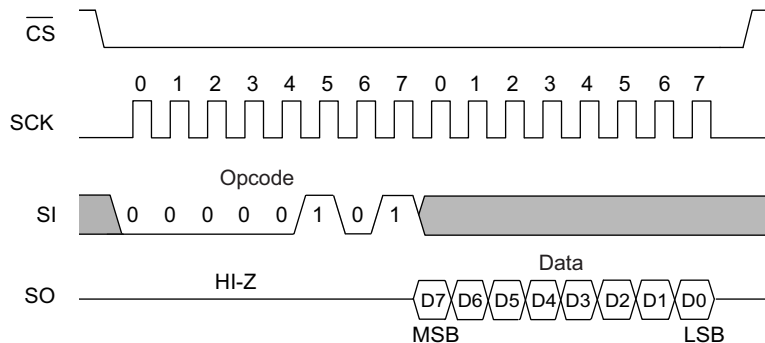 CS
0 1 2 3 4 5 6 7 0 1 2 3 4 5 6 7
SCK
Opcode
SI 0 0 0 0 0 1 0 1
Data
HI-Z
SO D7 D6 D5 D4 D3 D2 D1 D0
MSB LSB